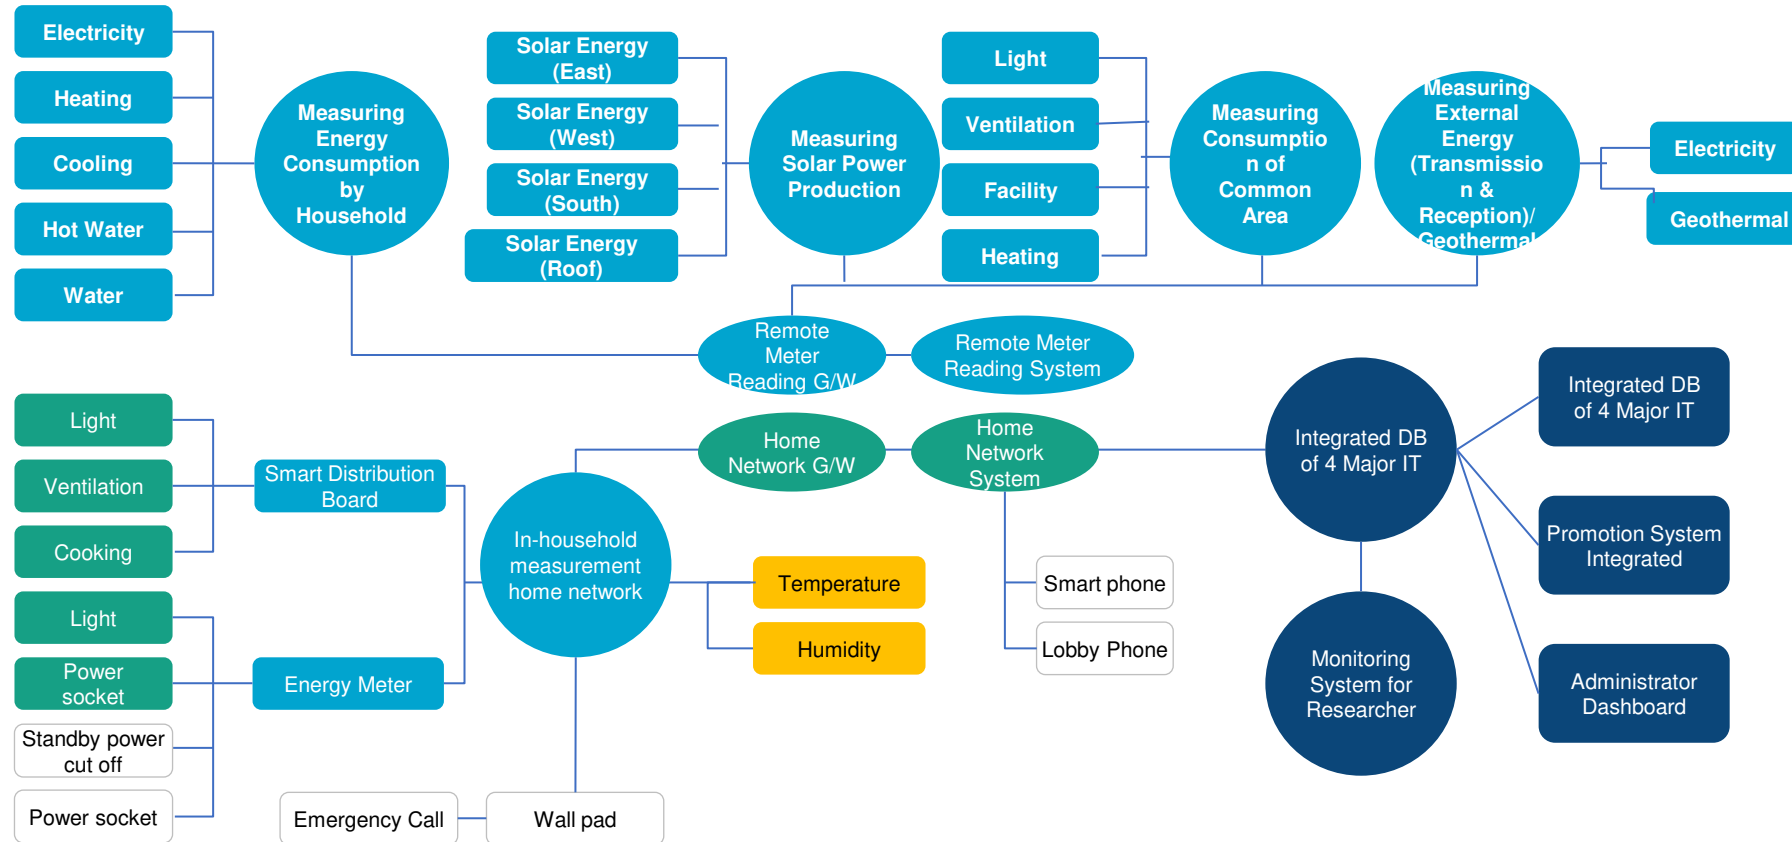 Electricity
Heating
Cooling
Hot Water
Water
Measuring
Energy
Consumption
by
Household
Solar Energy
(East)
Solar Energy
(West)
Solar Energy
(South)
Solar Energy
(Roof)
Measuring
Solar Power
Production
Light
Ventilation
Facility
Heating
Measuring
Consumptio
n of
Common
Area
Measuring
External
Energy
(Transmissio
n &
Reception)/
Geothermal
Electricity
Geothermal
Remote
Meter
Reading G/W
Remote Meter
Reading System
Light
Ventilation
Cooking
Light
Power
socket
Standby power
cut off
Power socket
Smart Distribution
Board
Energy Meter
Emergency Call
Wall pad
In-household
measurement
home network
Home
Network G/W
Home
Network
System
Temperature
Humidity
Smart phone
Lobby Phone
Integrated DB
of 4 Major IT
Monitoring
System for
Researcher
Integrated DB
of 4 Major IT
Promotion System
Integrated
Administrator
Dashboard